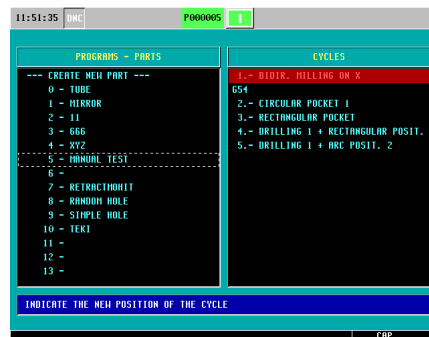 11:51:35 DNC P000005 I
PROGRAMS - PARTS
--- CREATE NEW PART ---
0 - TUBE
1 - MIRROR
2 - 11
3 - 666
4 - XYZ
5 - MANUAL TEST
6 -
7 - RETRACTMOHIT
8 - RANDOM HOLE
9 - SIMPLE HOLE
10 - TEKI
11 -
12 -
13 -
CYCLES
1.- BIDIR. MILLING ON X
G54
2.- CIRCULAR POCKET 1
3.- RECTANGULAR POCKET
4.- DRILLING 1 + RECTANGULAR POSIT.
5.- DRILLING 1 + ARC POSIT. 2
INDICATE THE NEW POSITION OF THE CYCLE
CAP